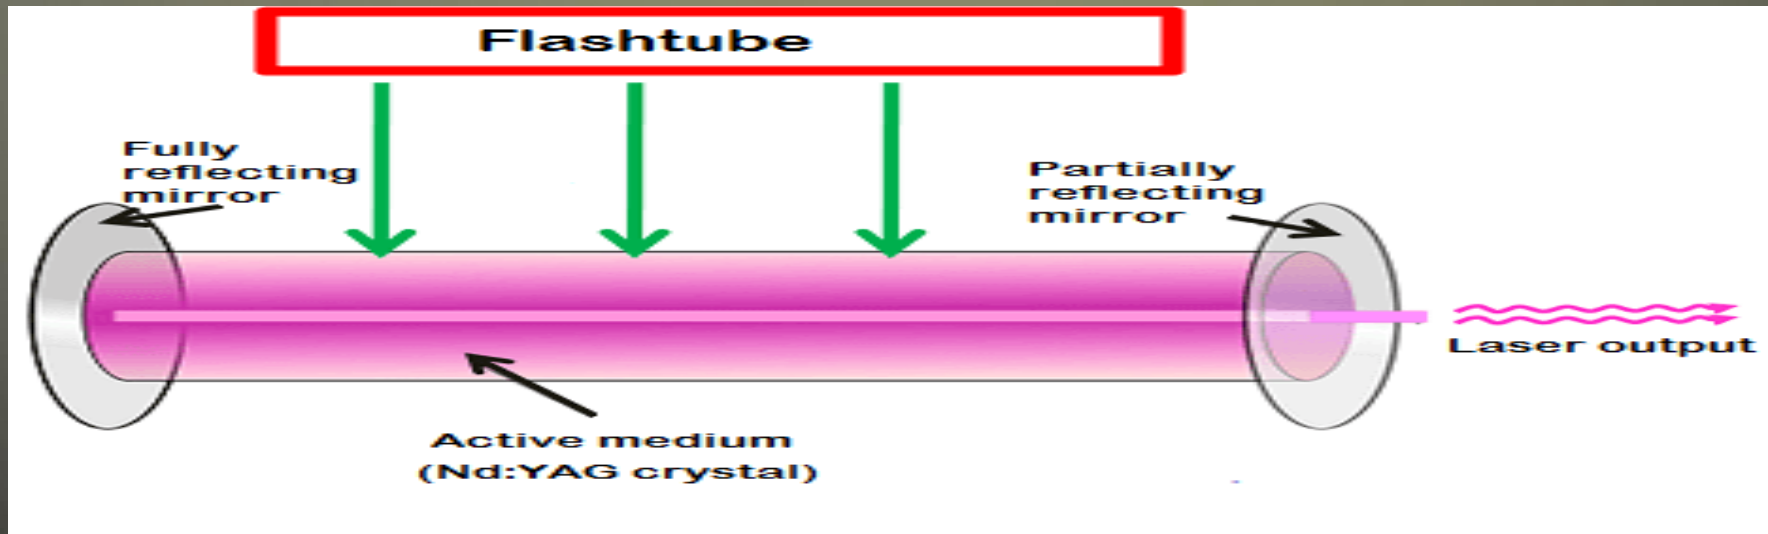 Flashtube
Fully
reflecting
mirror
Partially
reflecting
mirror
Laser output
Active medium
(Nd:YAG crystal)